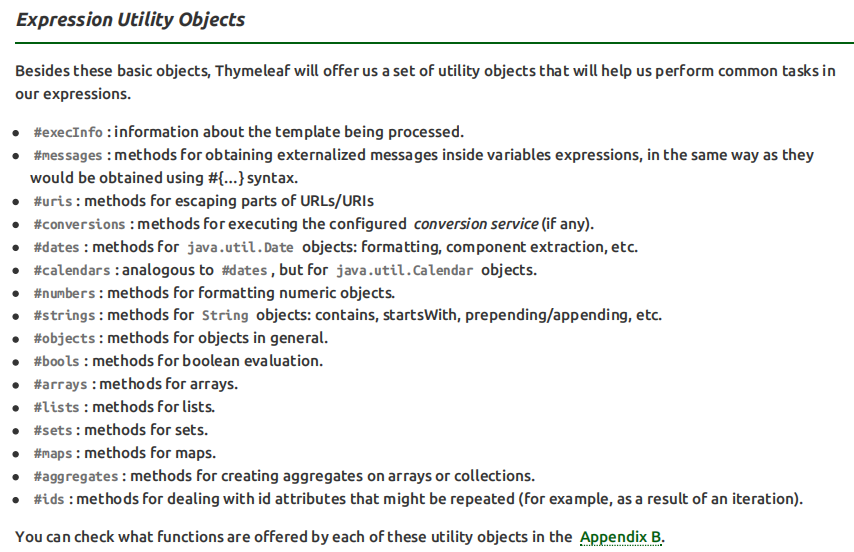 Expression Utility Objects
Besides these basic objects, Thymeleaf will offer us a set of utility objects that will help us perform common tasks in
our expressions.
• #execInfo : information about the template being processed.
• #messages : methods for obtaining externalized messages inside variables expressions, in the same way as they
would be obtained using #{…} syntax.
• #uris : methods for escaping parts of URLs/URIs
• #conversions : methods for executing the configured conversion service (if any).
• #dates : methods for java.util.Date objects: formatting, component extraction, etc.
• #calendars : analogous to #dates , but for java.util.Calendar objects.
• #numbers : methods for formatting numeric objects.
• #strings : methods for String objects: contains, startsWith, prepending/appending, etc.
• #objects : methods for objects in general.
• #bools : methods for boolean evaluation.
• #arrays : methods for arrays.
• #lists : methods for lists.
• #sets : methods for sets.
• #maps : methods for maps.
• #aggregates : methods for creating aggregates on arrays or collections.
• #ids : methods for dealing with id attributes that might be repeated (for example, as a result of an iteration).
You can check what functions are offered by each of these utility objects in the Appendix B.